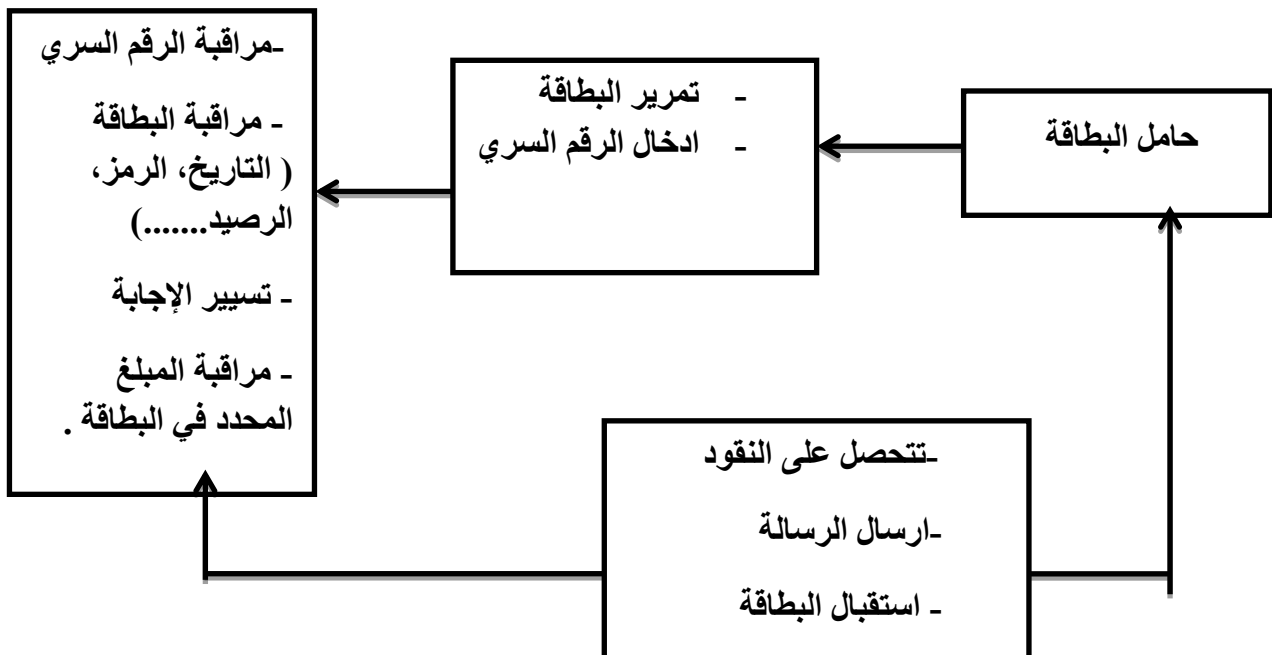 حامل البطاقة
- تمرير البطاقة
- ادخال الرقم السري
-مراقبة الرقم السري
- مراقبة البطاقة
( التاريخ، الرمز،
الرصيد.......)
- تسيير الإجابة
- مراقبة المبلغ
المحدد في البطاقة .
-تتحصل على النقود
-ارسال الرسالة
- استقبال البطاقة